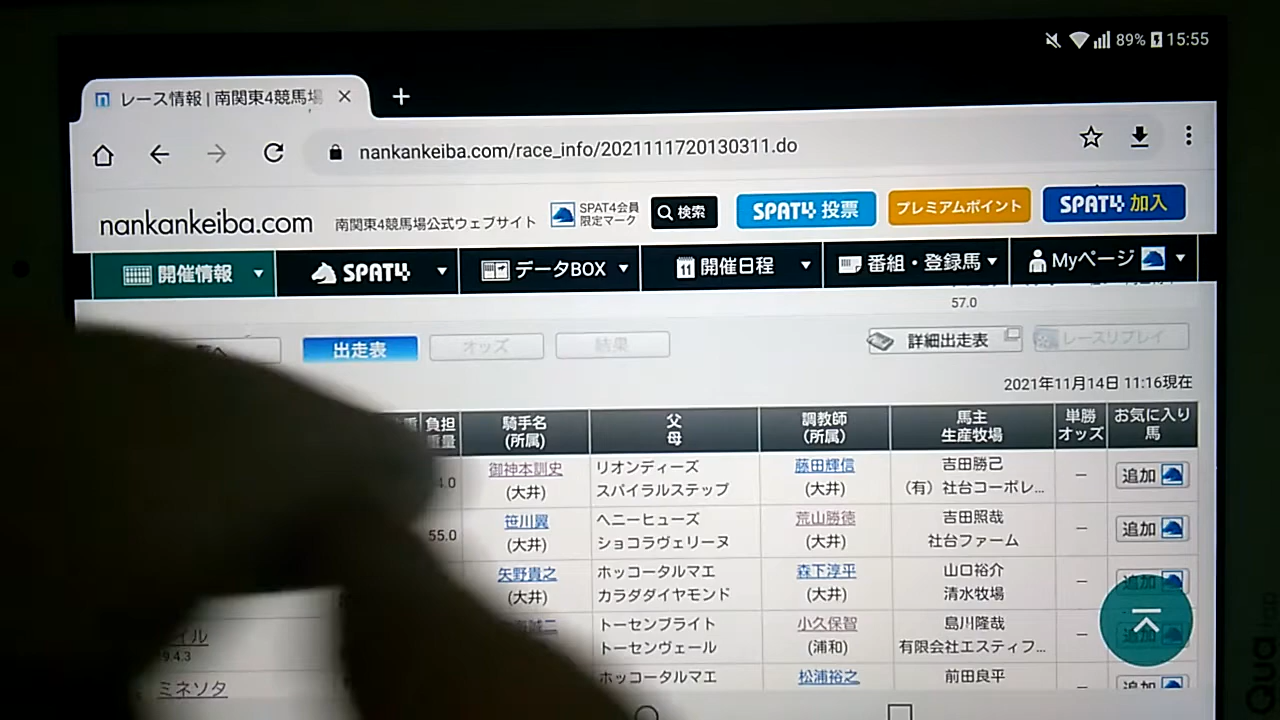 89% 15:55
レース情報 | 南関東4競馬場
nankankeiba.com/race_info/2021111720130311.do
nankankeiba.com 南関東4競馬場公式ウェブサイト SPAT4会員限定マーク 検索 SPAT4 投票 プレミアムポイント SPAT4 加入
開催情報 SPAT4 データBOX 11 開催日程 番組・登録馬 Myページ
57.0
出走表 オッズ 結果 詳細出走表 レースリプレイ
2021年11月14日 11:16現在
負担重量 騎手名(所属) 父母 調教師(所属) 馬主生産牧場 単勝オッズ お気に入り馬
御神本訓史 リオンディーズ 藤田輝信 吉田勝己
.0 (大井) スパイラルステップ (大井) (有)社台コーポレ… － 追加
笹川翼 ヘニーヒューズ 荒山勝徳 吉田照哉
55.0 (大井) ショコラヴェリーヌ (大井) 社台ファーム － 追加
矢野貴之 ホッコータルマエ 森下淳平 山口裕介
(大井) カラダダイヤモンド (大井) 清水牧場 － 追加
誠二 トーセンブライト 小久保智 島川隆哉
イル トーセンヴェール (浦和) 有限会社エスティフ… － 追加
9.4.3
ミネソタ ホッコータルマエ 松浦裕之 前田良平 追加
Qua tab